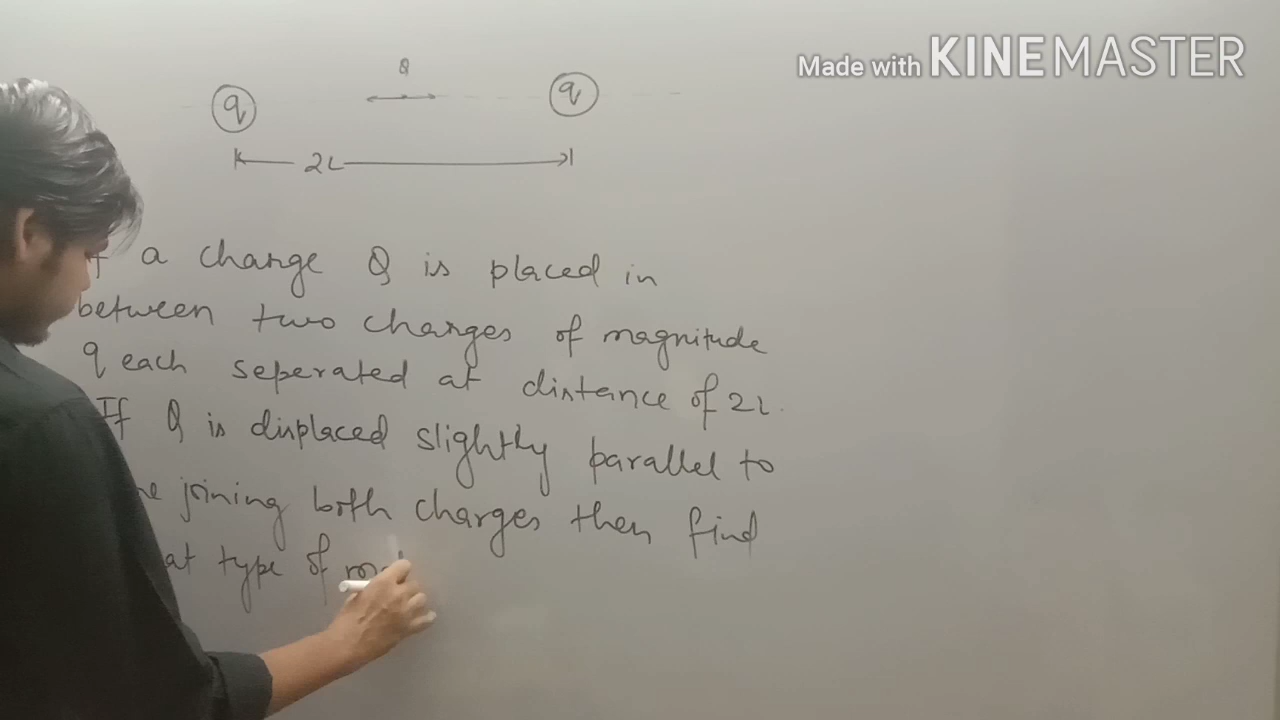 Made with KINEMASTER
Q
q
q
2L
a charge Q is placed in
between two charges of magnitude
q each seperated at distance of 2L.
If Q is displaced slightly parallel to
joining both charges then find
type of